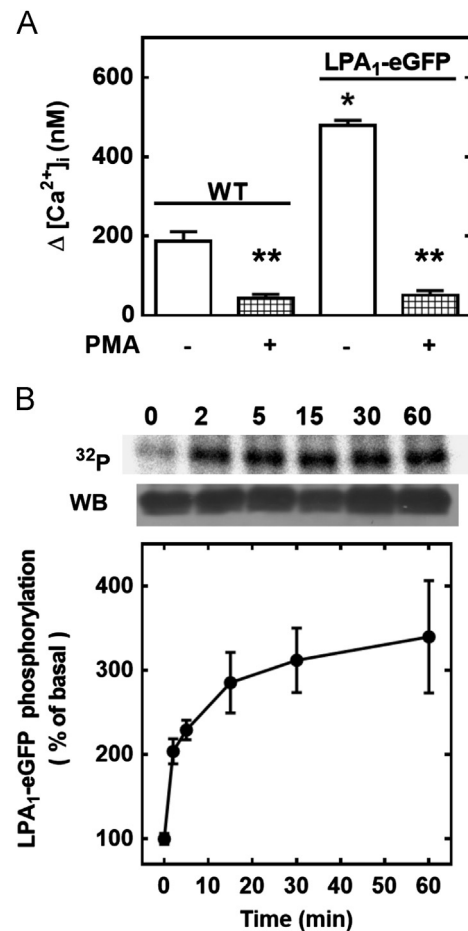 A
LPA₁-eGFP
600
*
400
WT
Δ [Ca²⁺]ᵢ (nM)
200
** **
0
PMA - + - +
B
0 2 5 15 30 60
³²P
WB
400
300
200
100
LPA₁-eGFP phosphorylation
( % of basal )
0 10 20 30 40 50 60
Time (min)